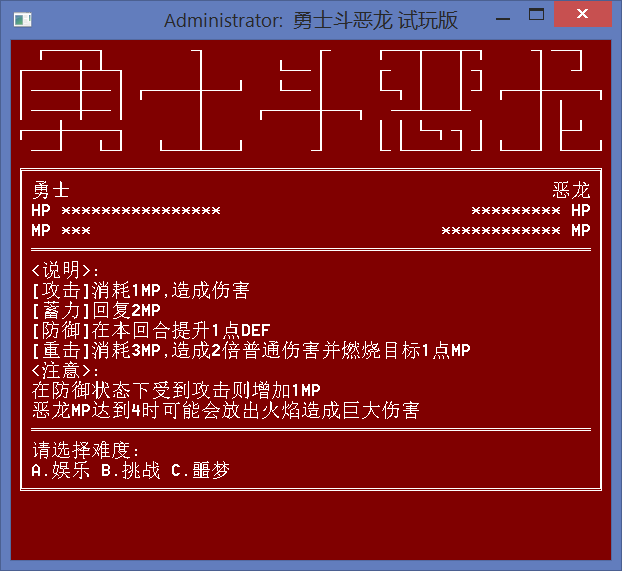 Administrator: 勇士斗恶龙 试玩版
勇士斗恶龙
勇士 恶龙
HP **************** ********* HP
MP *** ************ MP
<说明>:
[攻击]消耗1MP,造成伤害
[蓄力]回复2MP
[防御]在本回合提升1点DEF
[重击]消耗3MP,造成2倍普通伤害并燃烧目标1点MP
<注意>:
在防御状态下受到攻击则增加1MP
恶龙MP达到4时可能会放出火焰造成巨大伤害
请选择难度:
A.娱乐 B.挑战 C.噩梦